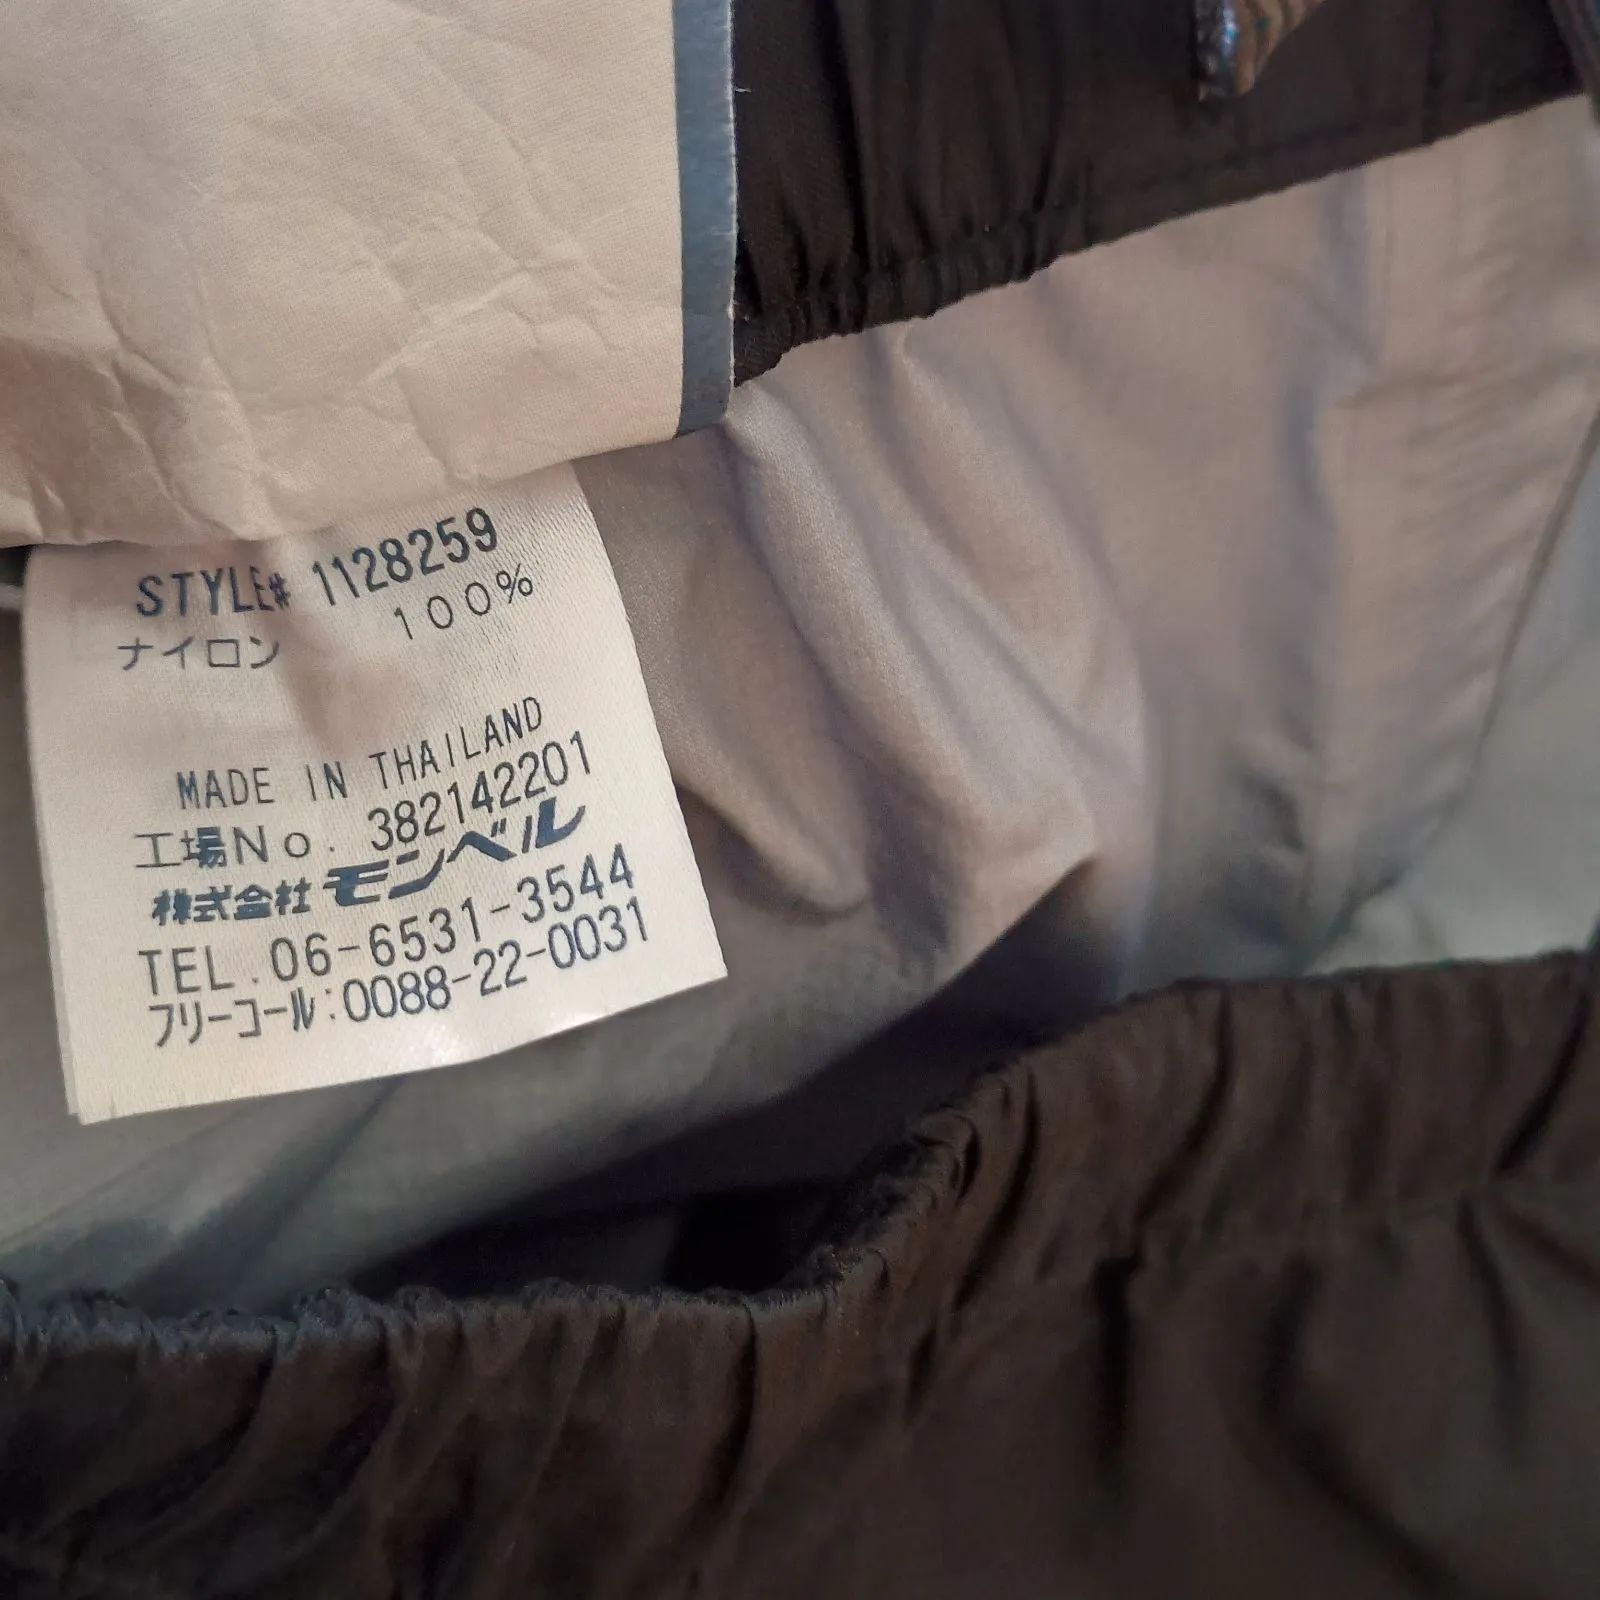 STYLE# 1128259
ナイロン 100%
MADE IN THAILAND
工場No. 382142201
株式会社モンベル
TEL.06-6531-3544
フリーコール:0088-22-0031